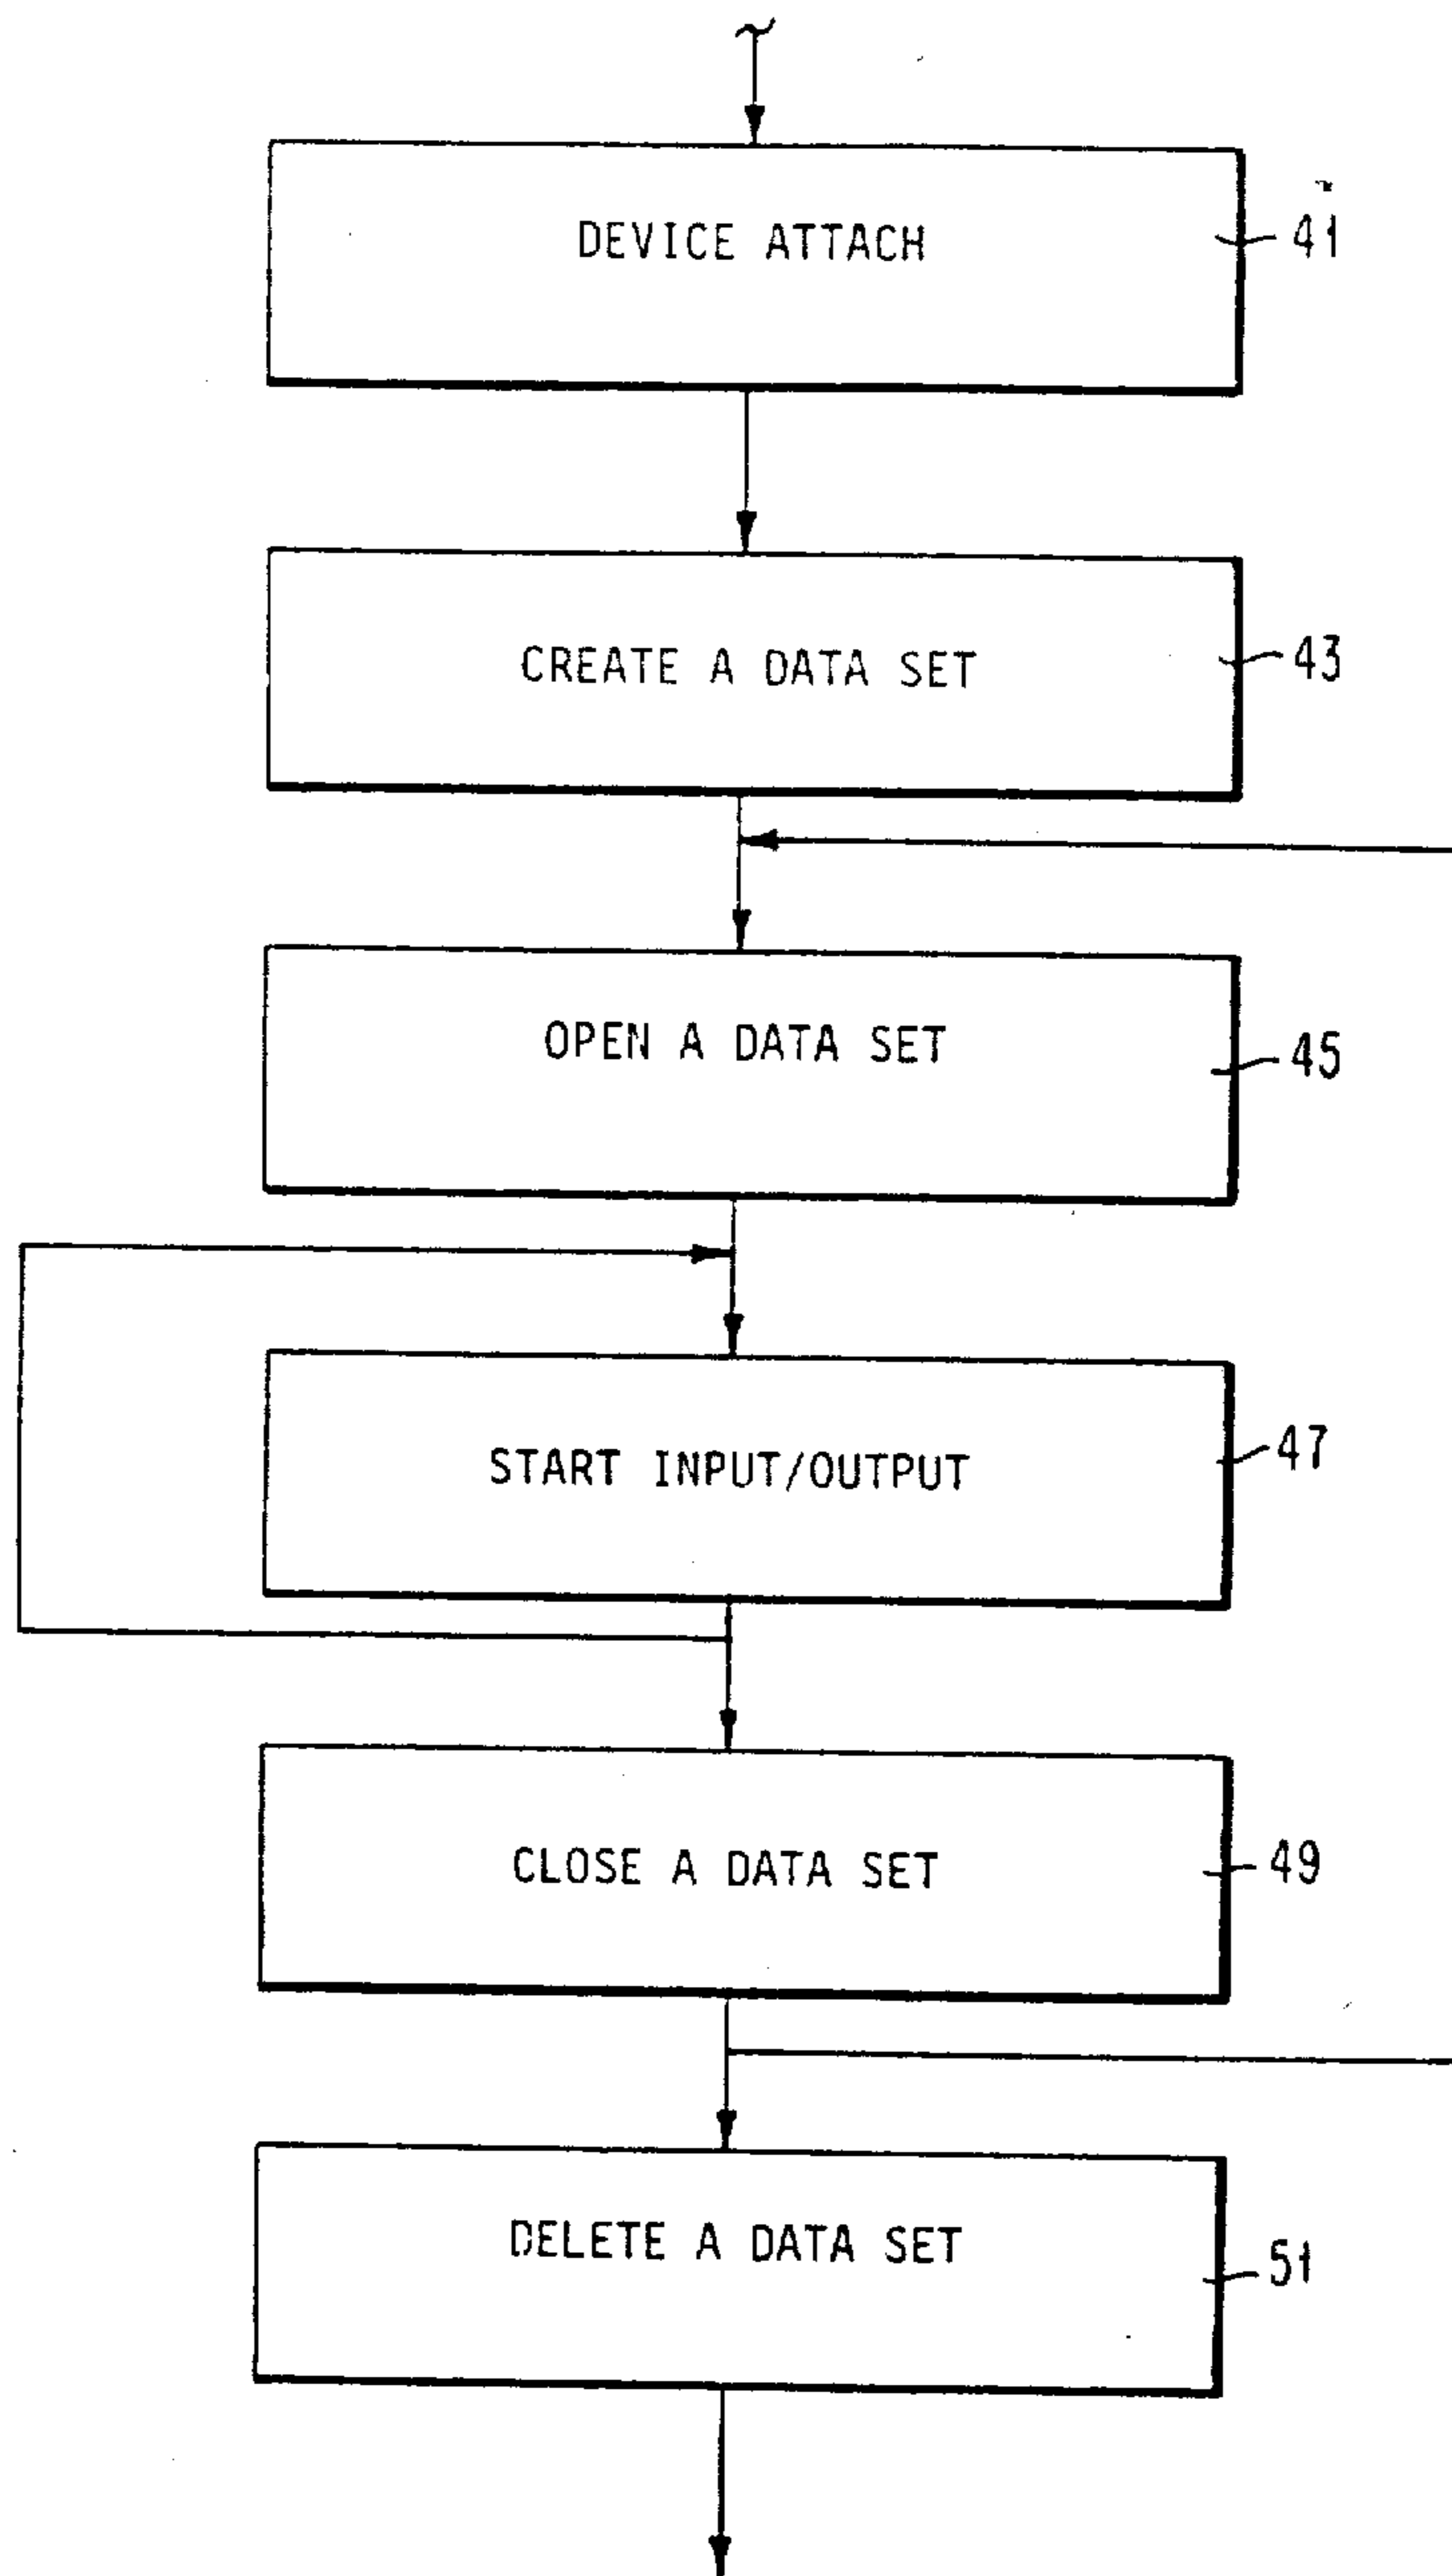 DEVICE ATTACH
41
CREATE A DATA SET
43
OPEN A DATA SET
45
START INPUT/OUTPUT
47
CLOSE A DATA SET
49
DELETE A DATA SET
51